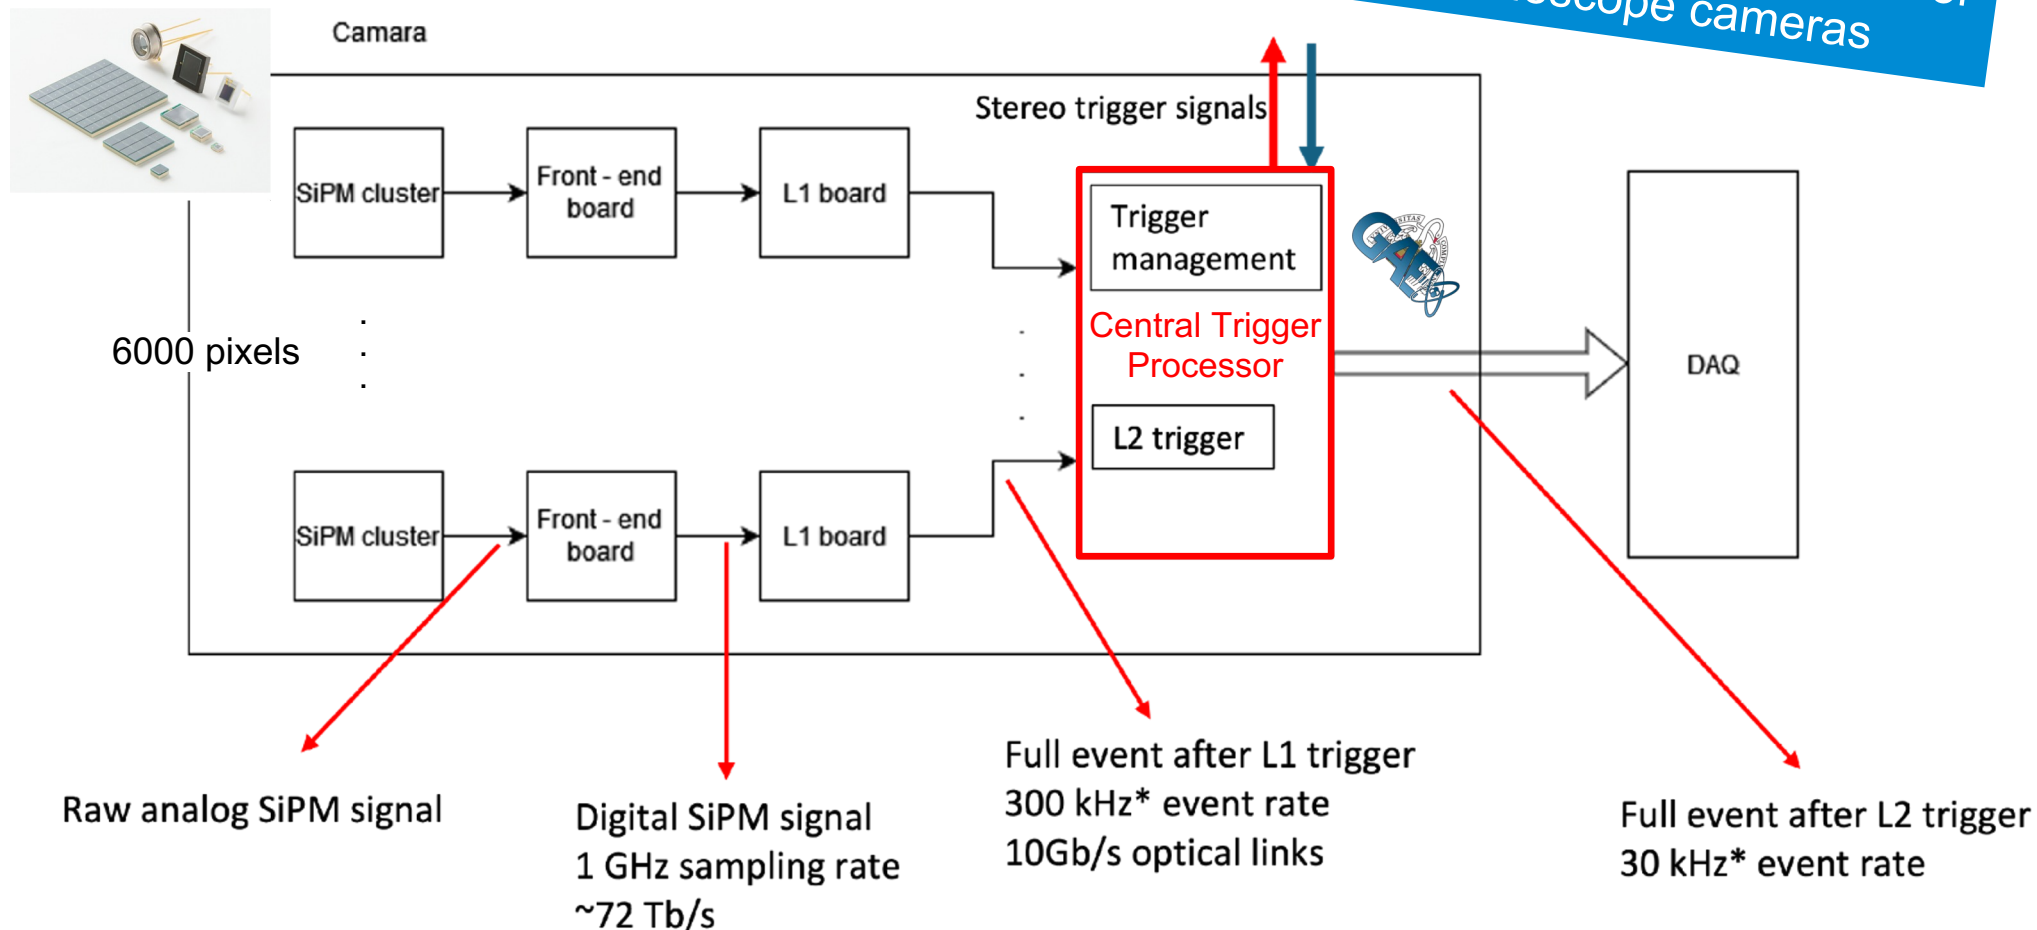 scope cameras
Camara
Stereo trigger signals
SiPM cluster
Front - end
board
L1 board
Trigger
management
Central Trigger
Processor
L2 trigger
6000 pixels
DAQ
SiPM cluster
Front - end
board
L1 board
Raw analog SiPM signal
Digital SiPM signal
1 GHz sampling rate
~72 Tb/s
Full event after L1 trigger
300 kHz* event rate
10Gb/s optical links
Full event after L2 trigger
30 kHz* event rate
GAE